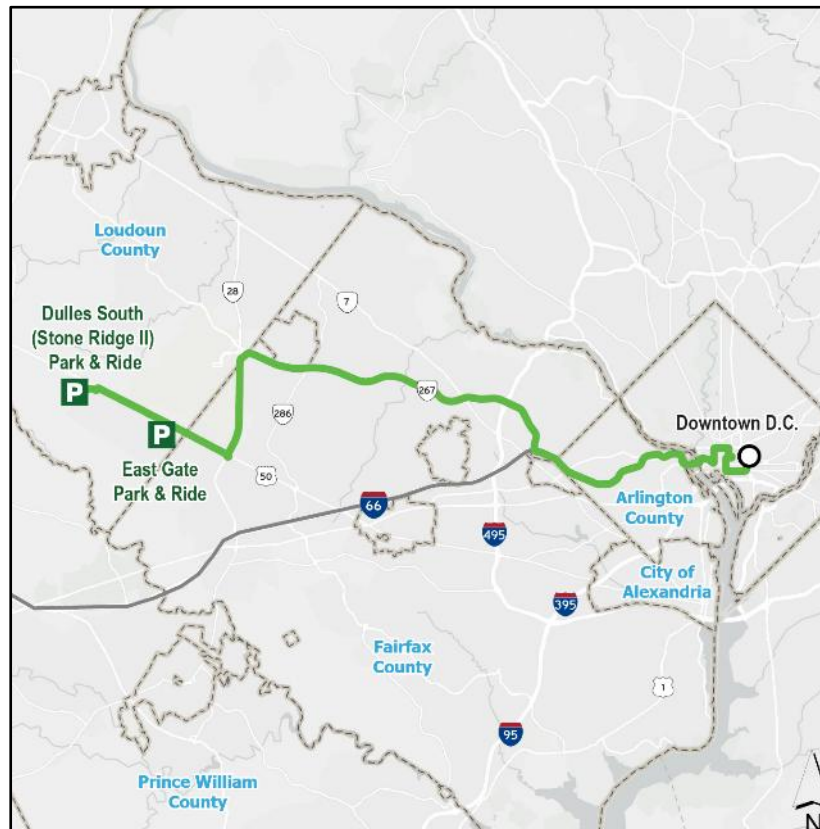 Loudoun
County
28
7
Dulles South
(Stone Ridge II)
Park & Ride
P
267
286
Downtown D.C.
P
East Gate
Park & Ride
50
66
Arlington
County
495
City of
Alexandria
395
Fairfax
County
1
95
Prince William
County
N